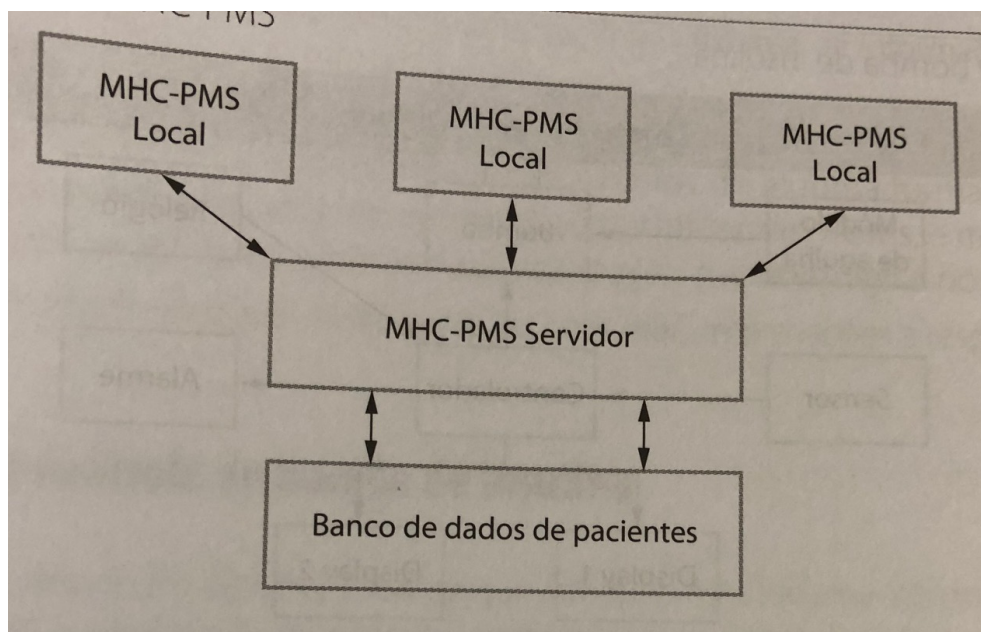 MHC-PMS
Local
MHC-PMS
Local
MHC-PMS
Local
MHC-PMS Servidor
Banco de dados de pacientes